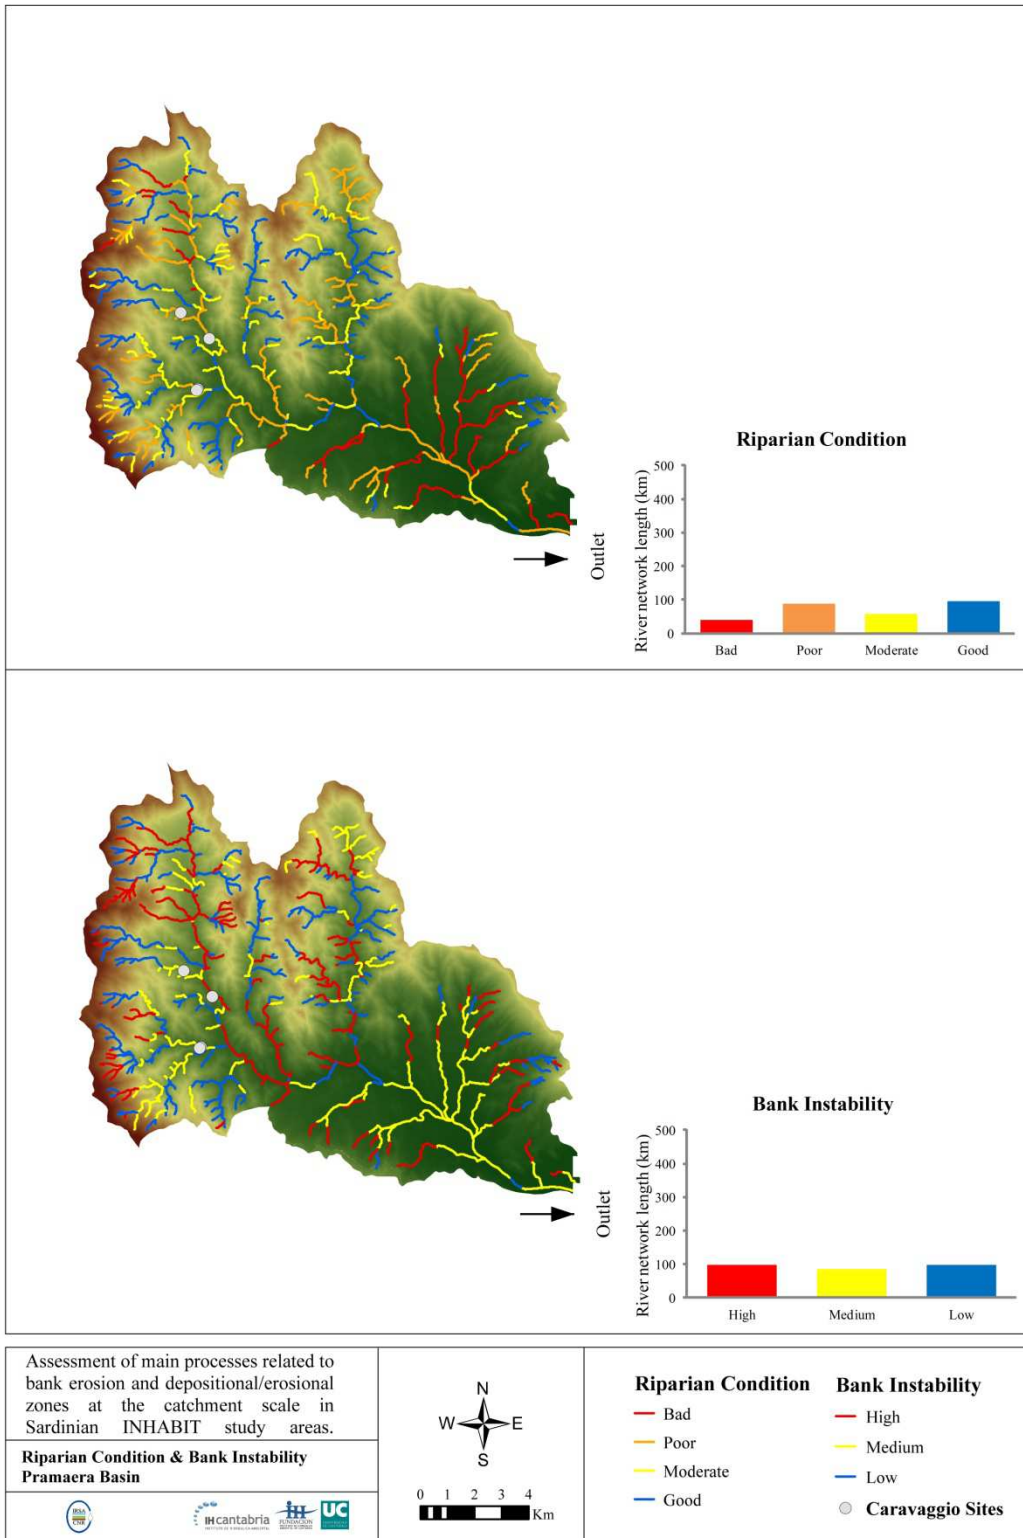 Outlet
Riparian Condition
River network length (km)
500
400
300
200
100
0
Bad
Poor
Moderate
Good
Outlet
Bank Instability
River network length (km)
500
400
300
200
100
0
High
Medium
Low
Assessment of main processes related to
bank erosion and depositional/erosional
zones at the catchment scale in
Sardinian INHABIT study areas.
Riparian Condition & Bank Instability
Pramaera Basin
IRSA
CNR
IHcantabria
FUNDACION
UC
N
W E
S
0 1 2 3 4
Km
Riparian Condition
Bad
Poor
Moderate
Good
Bank Instability
High
Medium
Low
Caravaggio Sites